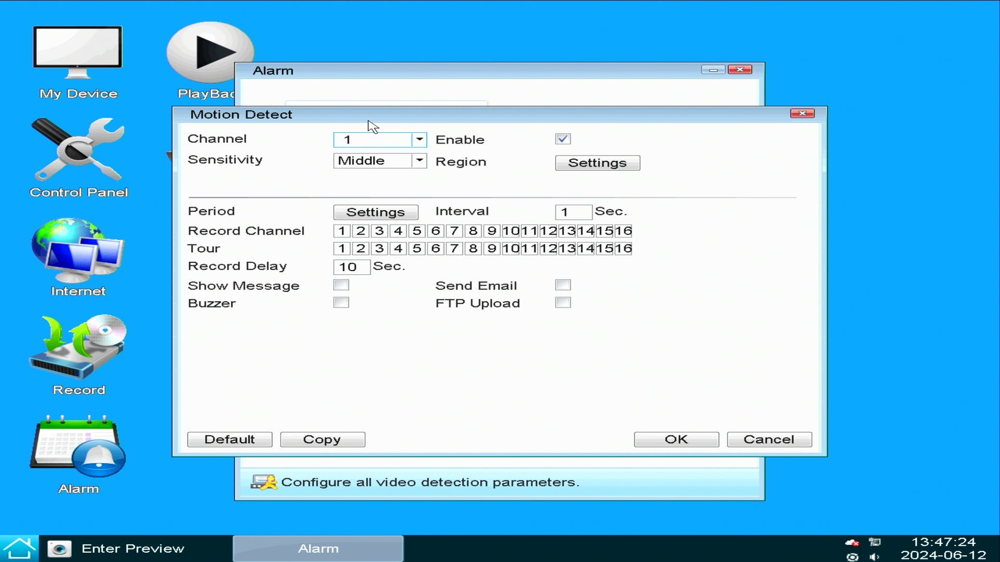 My Device
PlayBac
Control Panel
Internet
Record
Alarm
Alarm
Motion Detect
Channel 1 Enable
Sensitivity Middle Region Settings
Period Settings Interval 1 Sec.
Record Channel 1 2 3 4 5 6 7 8 9 10 11 12 13 14 15 16
Tour 1 2 3 4 5 6 7 8 9 10 11 12 13 14 15 16
Record Delay 10 Sec.
Show Message Send Email
Buzzer FTP Upload
Default Copy OK Cancel
Configure all video detection parameters.
Enter Preview Alarm
13:47:24
2024-06-12